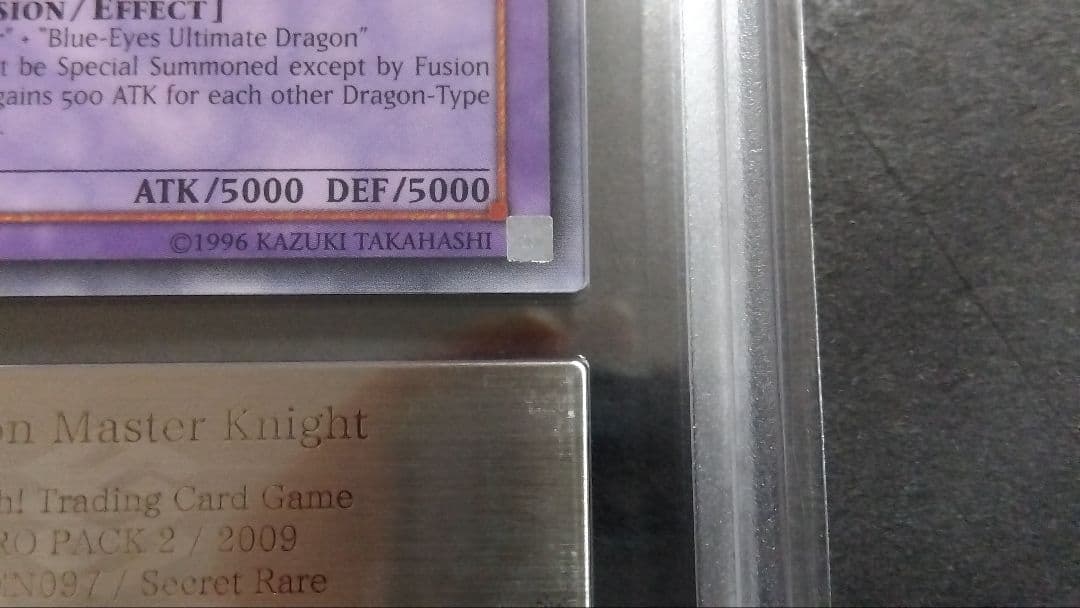 SION/EFFECT]
" + "Blue-Eyes Ultimate Dragon"
t be Special Summoned except by Fusion
gains 500 ATK for each other Dragon-Type
ATK/5000 DEF/5000
©1996 KAZUKI TAKAHASHI
on Master Knight
h! Trading Card Game
RO PACK 2 / 2009
EN097 / Secret Rare